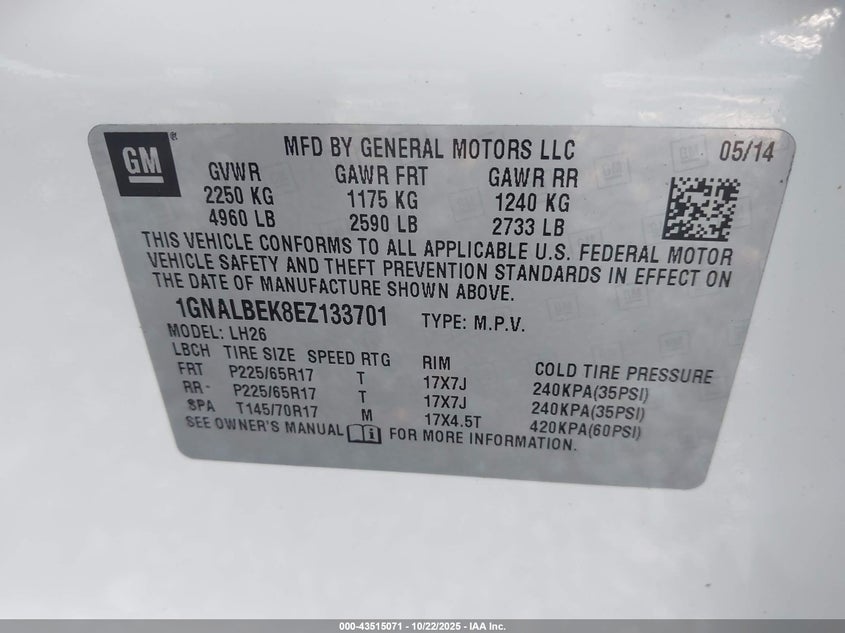 GM
MFD BY GENERAL MOTORS LLC 05/14
GVWR GAWR FRT GAWR RR
2250 KG 1175 KG 1240 KG
4960 LB 2590 LB 2733 LB
THIS VEHICLE CONFORMS TO ALL APPLICABLE U.S. FEDERAL MOTOR
VEHICLE SAFETY AND THEFT PREVENTION STANDARDS IN EFFECT ON
THE DATE OF MANUFACTURE SHOWN ABOVE.
1GNALBEK8EZ133701 TYPE: M.P.V.
MODEL: LH26
LBCH TIRE SIZE SPEED RTG RIM COLD TIRE PRESSURE
FRT P225/65R17 T 17X7J 240KPA(35PSI)
RR P225/65R17 T 17X7J 240KPA(35PSI)
SPA T145/70R17 M 17X4.5T 420KPA(60PSI)
SEE OWNER'S MANUAL FOR MORE INFORMATION.
000-43515071 - 10/22/2025 - IAA Inc.